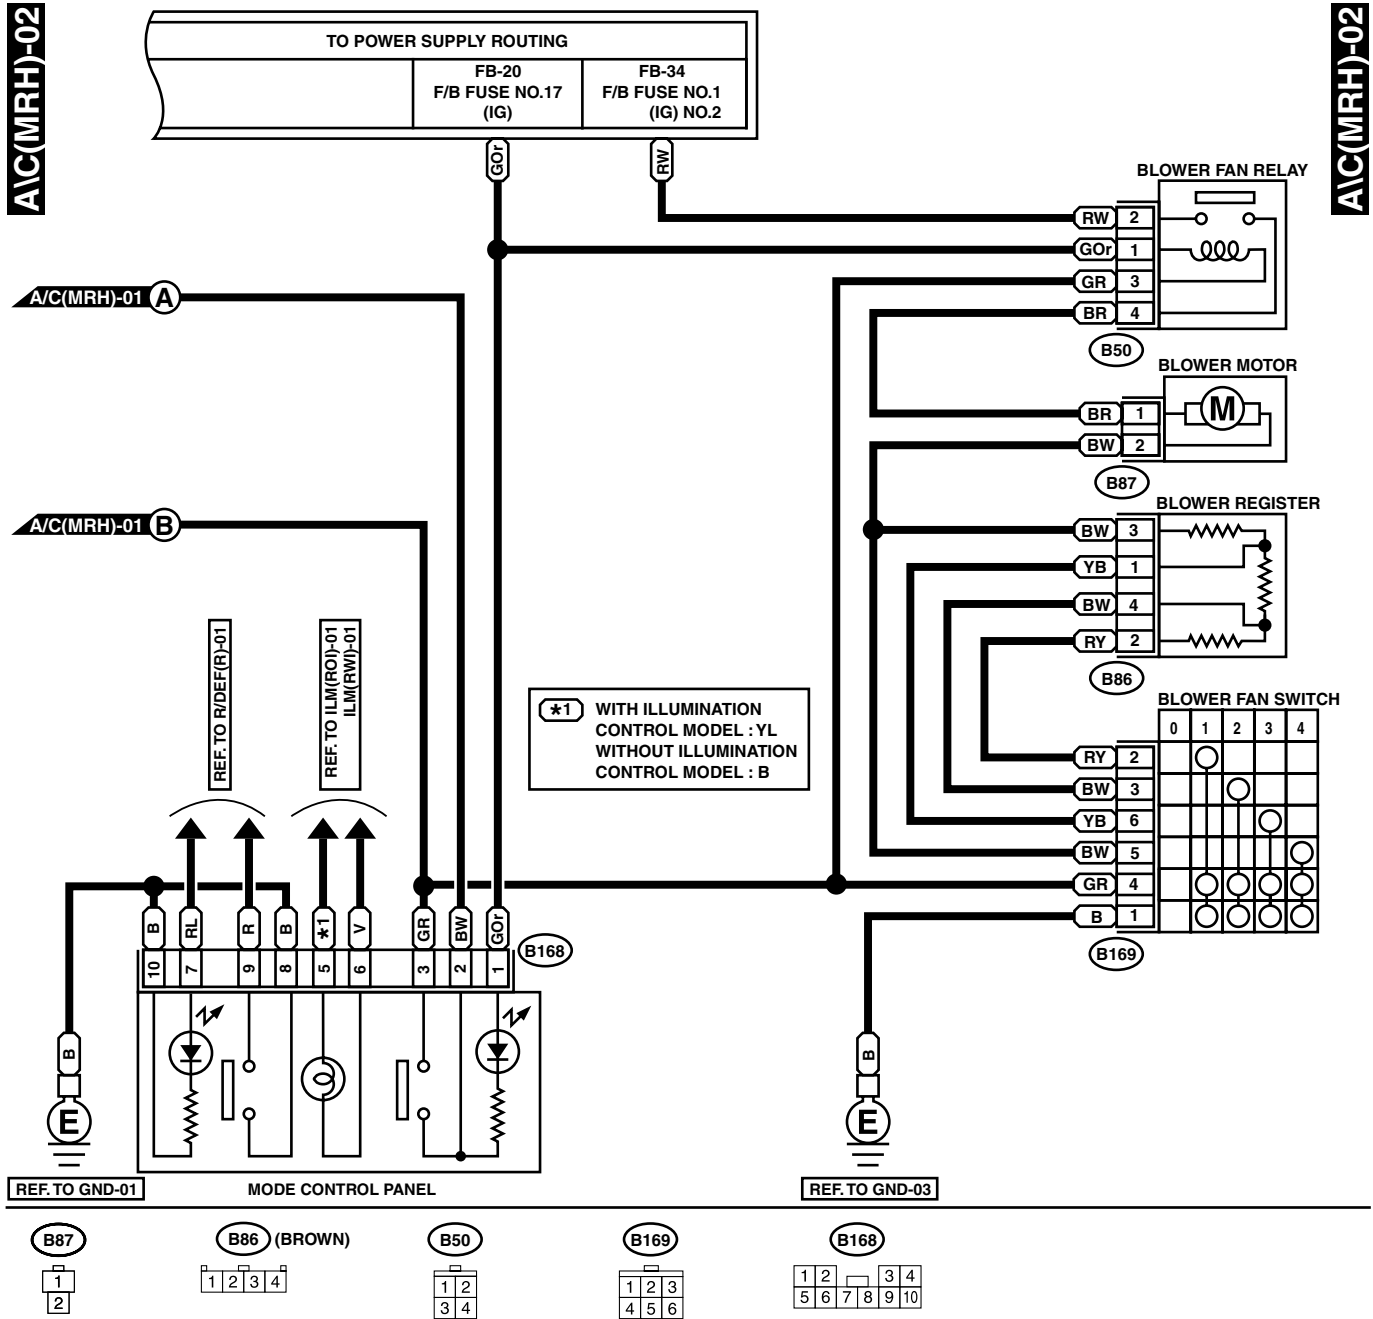 A\C(MRH)-02
A\C(MRH)-02
TO POWER SUPPLY ROUTING
FB-20
F/B FUSE NO.17
(IG)
FB-34
F/B FUSE NO.1
(IG) NO.2
GOr
RW
BLOWER FAN RELAY
RW 2
GOr 1
GR 3
BR 4
B50
A/C(MRH)-01 A
BLOWER MOTOR
BR 1
M
BW 2
B87
A/C(MRH)-01 B
BLOWER REGISTER
BW 3
YB 1
BW 4
RY 2
B86
REF. TO R/DEF(R)-01
REF. TO ILM(ROI)-01
ILM(RWI)-01
*1 WITH ILLUMINATION
CONTROL MODEL : YL
WITHOUT ILLUMINATION
CONTROL MODEL : B
BLOWER FAN SWITCH
0 1 2 3 4
RY 2
BW 3
YB 6
BW 5
GR 4
B 1
B169
B RL R B *1 V GR BW GOr
B168
10 7 9 8 5 6 3 2 1
B
E
REF. TO GND-01
MODE CONTROL PANEL
B
E
REF. TO GND-03
B87
1
2
B86 (BROWN)
1 2 3 4
B50
1 2
3 4
B169
1 2 3
4 5 6
B168
1 2 3 4
5 6 7 8 9 10